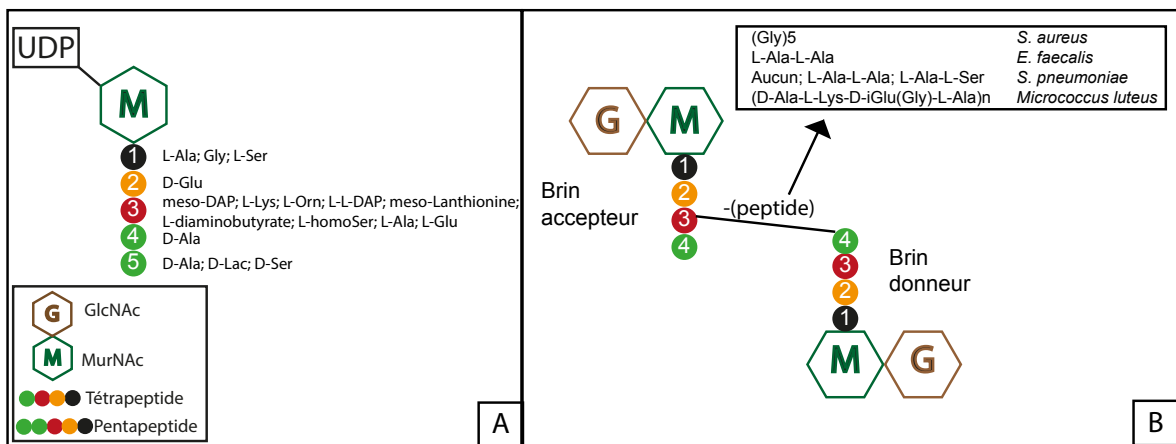 UDP
M
1 L-Ala; Gly; L-Ser
2 D-Glu
3 meso-DAP; L-Lys; L-Orn; L-L-DAP; meso-Lanthionine;
L-diaminobutyrate; L-homoSer; L-Ala; L-Glu
4 D-Ala
5 D-Ala; D-Lac; D-Ser
G GlcNAc
M MurNAc
Tétrapeptide
Pentapeptide
A
(Gly)5 S. aureus
L-Ala-L-Ala E. faecalis
Aucun; L-Ala-L-Ala; L-Ala-L-Ser S. pneumoniae
(D-Ala-L-Lys-D-iGlu(Gly)-L-Ala)n Micrococcus luteus
G M
1
2
3
4
Brin
accepteur
-(peptide)
4
3
2
1
Brin
donneur
M G
B